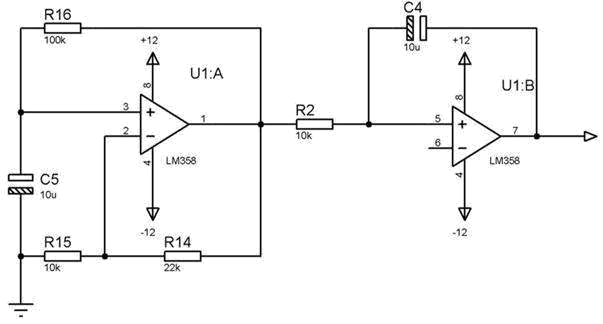 R16
100k
+12
U1:A
8
3
+
2
−
1
4
LM358
-12
C5
10u
R15
10k
R14
22k
R2
10k
C4
10u
+12
U1:B
8
5
+
6
−
7
4
LM358
-12